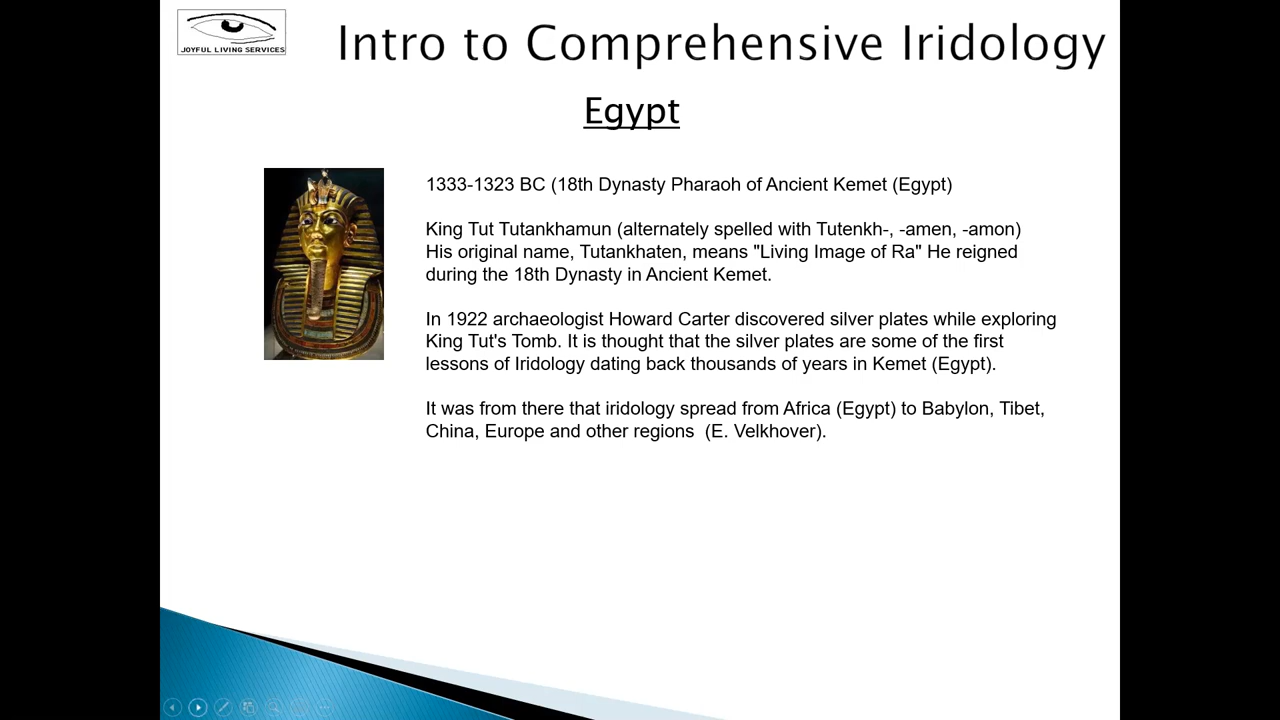 JOYFUL LIVING SERVICES
Intro to Comprehensive Iridology
Egypt
1333-1323 BC (18th Dynasty Pharaoh of Ancient Kemet (Egypt)
King Tut Tutankhamun (alternately spelled with Tutenkh-, -amen, -amon)
His original name, Tutankhaten, means "Living Image of Ra" He reigned
during the 18th Dynasty in Ancient Kemet.
In 1922 archaeologist Howard Carter discovered silver plates while exploring
King Tut's Tomb. It is thought that the silver plates are some of the first
lessons of Iridology dating back thousands of years in Kemet (Egypt).
It was from there that iridology spread from Africa (Egypt) to Babylon, Tibet,
China, Europe and other regions  (E. Velkhover).